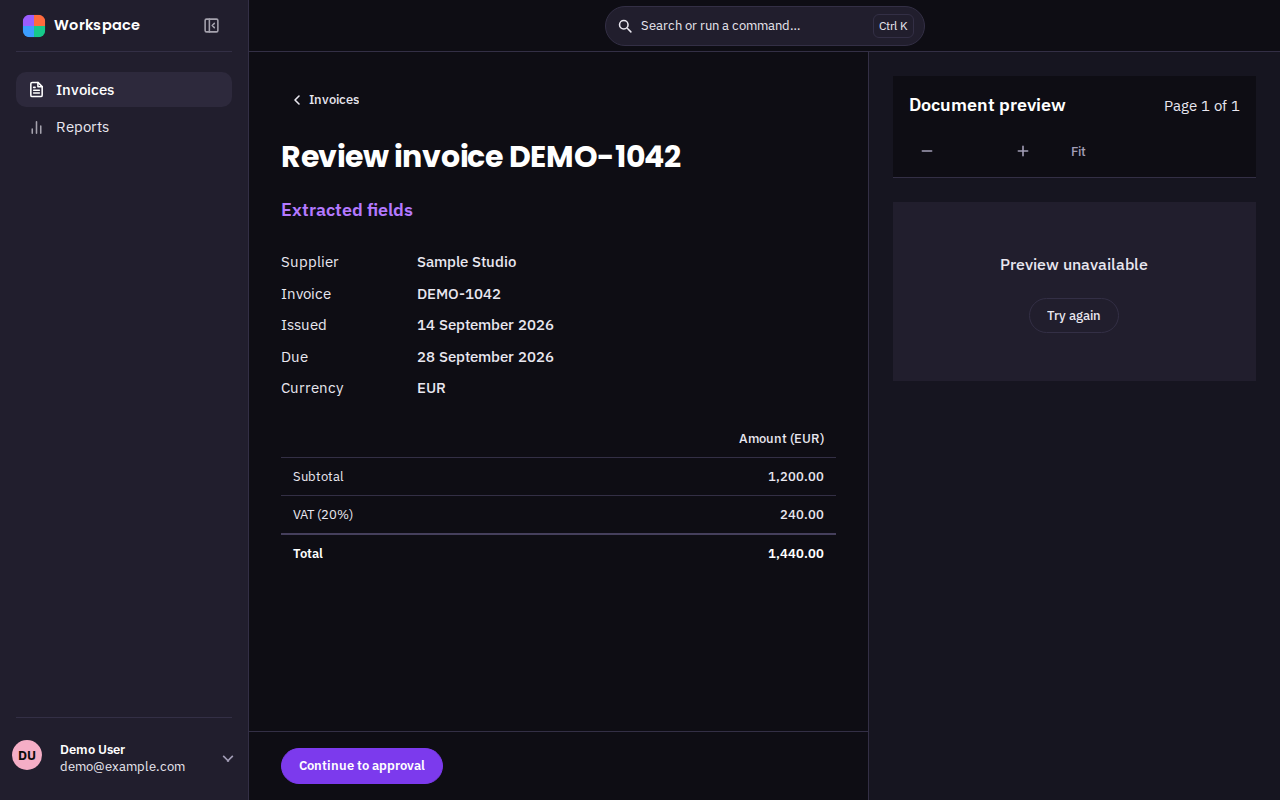 Workspace
Search or run a command...
Ctrl K
Invoices
Reports
Invoices
Review invoice DEMO-1042
Extracted fields
Supplier Sample Studio
Invoice DEMO-1042
Issued 14 September 2026
Due 28 September 2026
Currency EUR
Amount (EUR)
Subtotal 1,200.00
VAT (20%) 240.00
Total 1,440.00
Continue to approval
Document preview
Page 1 of 1
Fit
Preview unavailable
Try again
DU
Demo User
demo@example.com